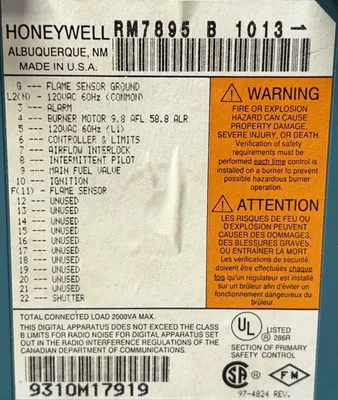 HONEYWELL RM7895 B 1013
ALBUQUERQUE, NM
MADE IN U.S.A.
G --- FLAME SENSOR GROUND
L2(N) - 120VAC 60Hz (COMMON)
3 --- ALARM
4 --- BURNER MOTOR 9.8 AFL 58.8 ALR
5 --- 120VAC 60Hz (L1)
6 --- CONTROLLER & LIMITS
7 --- AIRFLOW INTERLOCK
8 --- INTERMITTENT PILOT
9 --- MAIN FUEL VALVE
10 --- IGNITION
F(11) - FLAME SENSOR
12 --- UNUSED
13 --- UNUSED
14 --- UNUSED
15 --- UNUSED
16 --- UNUSED
17 --- UNUSED
18 --- UNUSED
19 --- UNUSED
20 --- UNUSED
21 --- UNUSED
22 --- SHUTTER
WARNING
FIRE OR EXPLOSION
HAZARD CAN CAUSE
PROPERTY DAMAGE,
SEVERE INJURY, OR DEATH.
Verification of safety
requirements must be
performed each time control is
installed on a burner to prevent
possible hazardous burner
operation.
ATTENTION
LES RISQUES DE FEU OU
D'EXPLOSION PEUVENT
CAUSER DES DOMMAGES,
DES BLESSURES GRAVES,
OU ENTRAÎNER LA MORT.
Les vérifications de sécurité
doivent être effectuées chaque
fois qu'un régulateur est installé
sur un brûleur afin d'éviter un
fonctionnement dangereux du
brûleur.
TOTAL CONNECTED LOAD 2000VA MAX.
THIS DIGITAL APPARATUS DOES NOT EXCEED THE CLASS
B LIMITS FOR RADIO NOISE FOR DIGITAL APPARATUS SET
OUT IN THE RADIO INTERFERENCE REGULATIONS OF THE
CANADIAN DEPARTMENT OF COMMUNICATIONS.
9310M17919
UL LISTED
286R
SECTION OF PRIMARY
SAFETY CONTROL
SA FM
97-4824 REV.